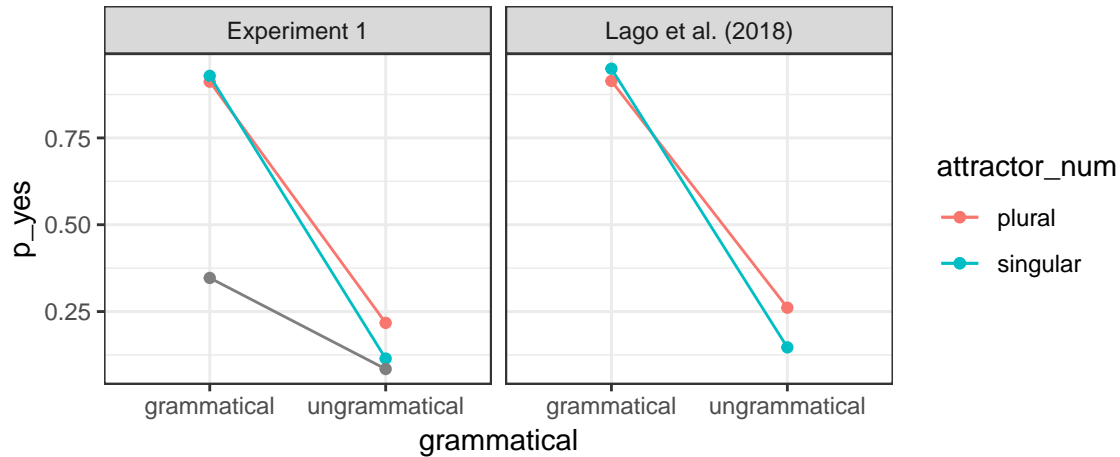 Experiment 1
Lago et al. (2018)
p_yes
0.75
0.50
0.25
grammatical
ungrammatical
grammatical
ungrammatical
grammatical
attractor_num
plural
singular